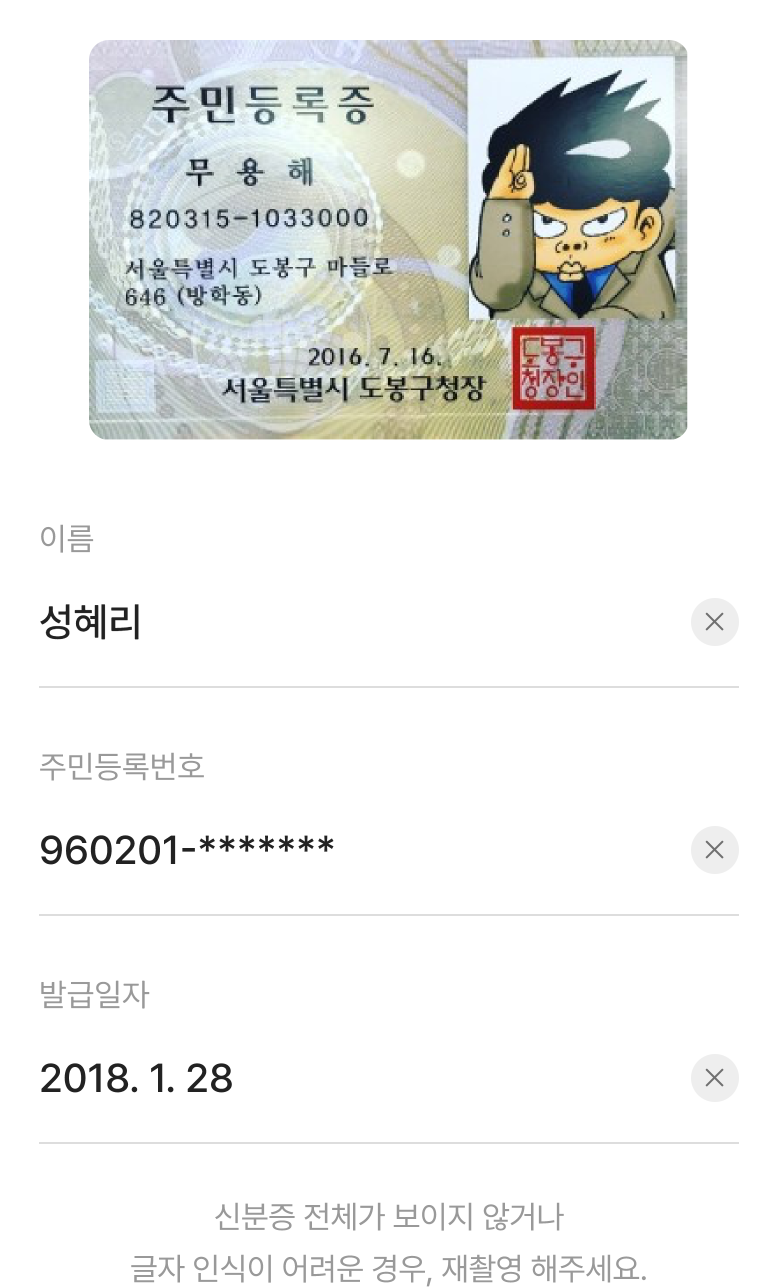 주민등록증
무 용 해
820315-1033000
서울특별시 도봉구 마들로
646 (방학동)
2016. 7. 16.
서울특별시 도봉구청장
도봉구
청장인
이름
성혜리
주민등록번호
960201-*******
발급일자
2018. 1. 28
신분증 전체가 보이지 않거나
글자 인식이 어려운 경우, 재촬영 해주세요.